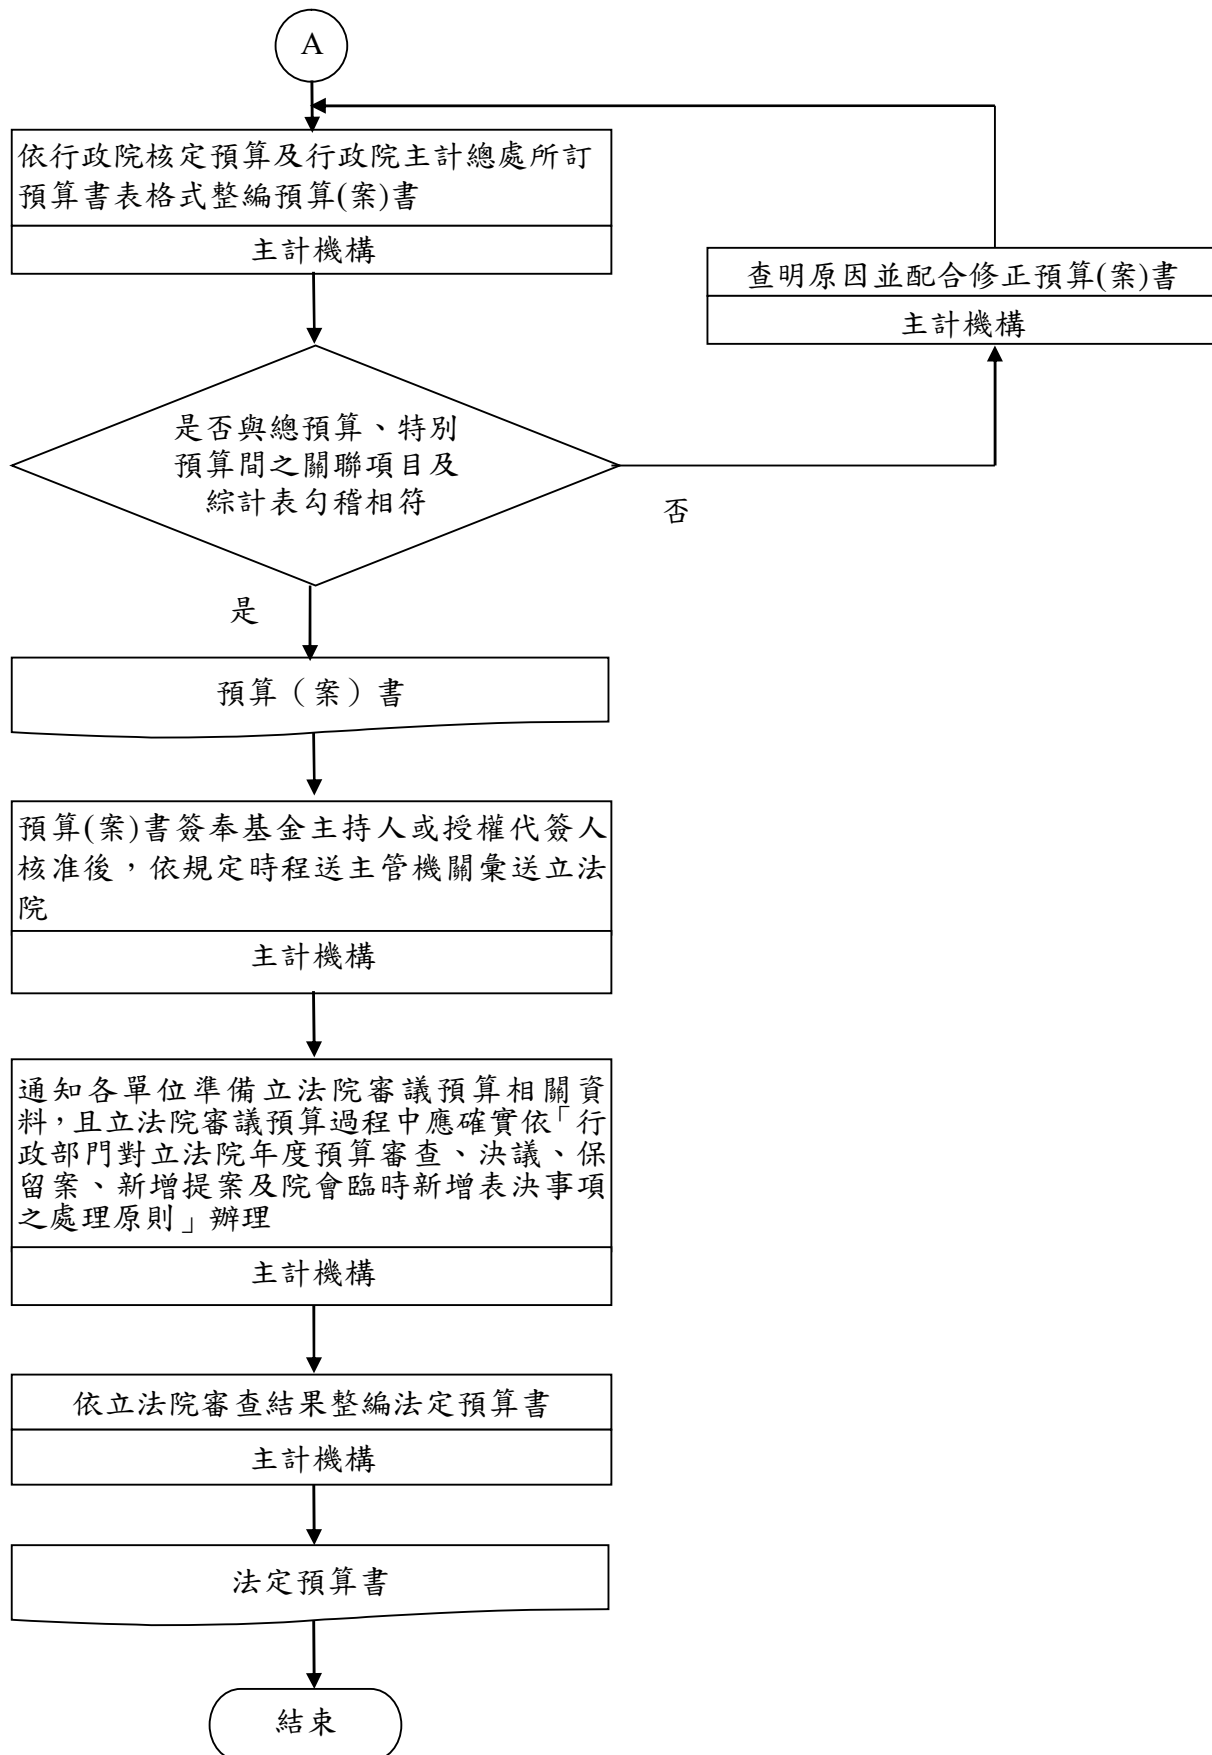 A
依行政院核定預算及行政院主計總處所訂
預算書表格式整編預算(案)書
主計機構
查明原因並配合修正預算(案)書
主計機構
是否與總預算、特別
預算間之關聯項目及
綜計表勾稽相符
否
是
預算（案）書
預算(案)書簽奉基金主持人或授權代簽人
核准後，依規定時程送主管機關彙送立法
院
主計機構
通知各單位準備立法院審議預算相關資
料，且立法院審議預算過程中應確實依「行
政部門對立法院年度預算審查、決議、保
留案、新增提案及院會臨時新增表決事項
之處理原則」辦理
主計機構
依立法院審查結果整編法定預算書
主計機構
法定預算書
結束